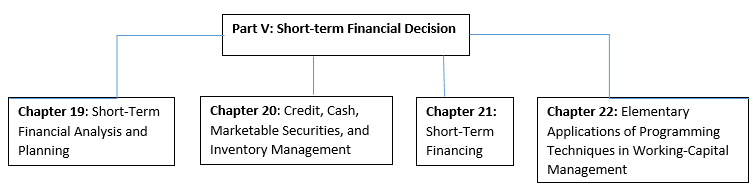 Part V: Short-term Financial Decision
Chapter 19: Short-Term
Financial Analysis and
Planning
Chapter 20: Credit, Cash,
Marketable Securities, and
Inventory Management
Chapter 21:
Short-Term
Financing
Chapter 22: Elementary
Applications of Programming
Techniques in Working-Capital
Management